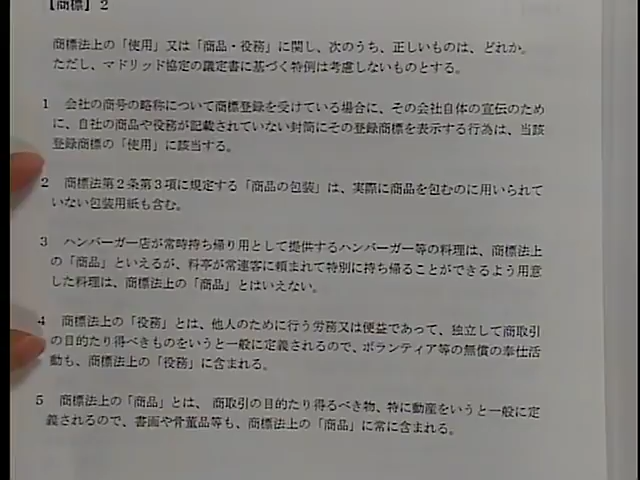 【商標】2
商標法上の「使用」又は「商品・役務」に関し、次のうち、正しいものは、どれか。
ただし、マドリッド協定の議定書に基づく特例は考慮しないものとする。
1 会社の商号の略称について商標登録を受けている場合に、その会社自体の宣伝のため
に、自社の商品や役務が記載されていない封筒にその登録商標を表示する行為は、当該
登録商標の「使用」に該当する。
2 商標法第2条第3項に規定する「商品の包装」は、実際に商品を包むのに用いられて
いない包装用紙も含む。
3 ハンバーガー店が常時持ち帰り用として提供するハンバーガー等の料理は、商標法上
の「商品」といえるが、料亭が常連客に頼まれて特別に持ち帰ることができるよう用意
した料理は、商標法上の「商品」とはいえない。
4 商標法上の「役務」とは、他人のために行う労務又は便益であって、独立して商取引
の目的たり得べきものをいうと一般に定義されるので、ボランティア等の無償の奉仕活
動も、商標法上の「役務」に含まれる。
5 商標法上の「商品」とは、商取引の目的たり得るべき物、特に動産をいうと一般に定
義されるので、書画や骨董品等も、商標法上の「商品」に常に含まれる。